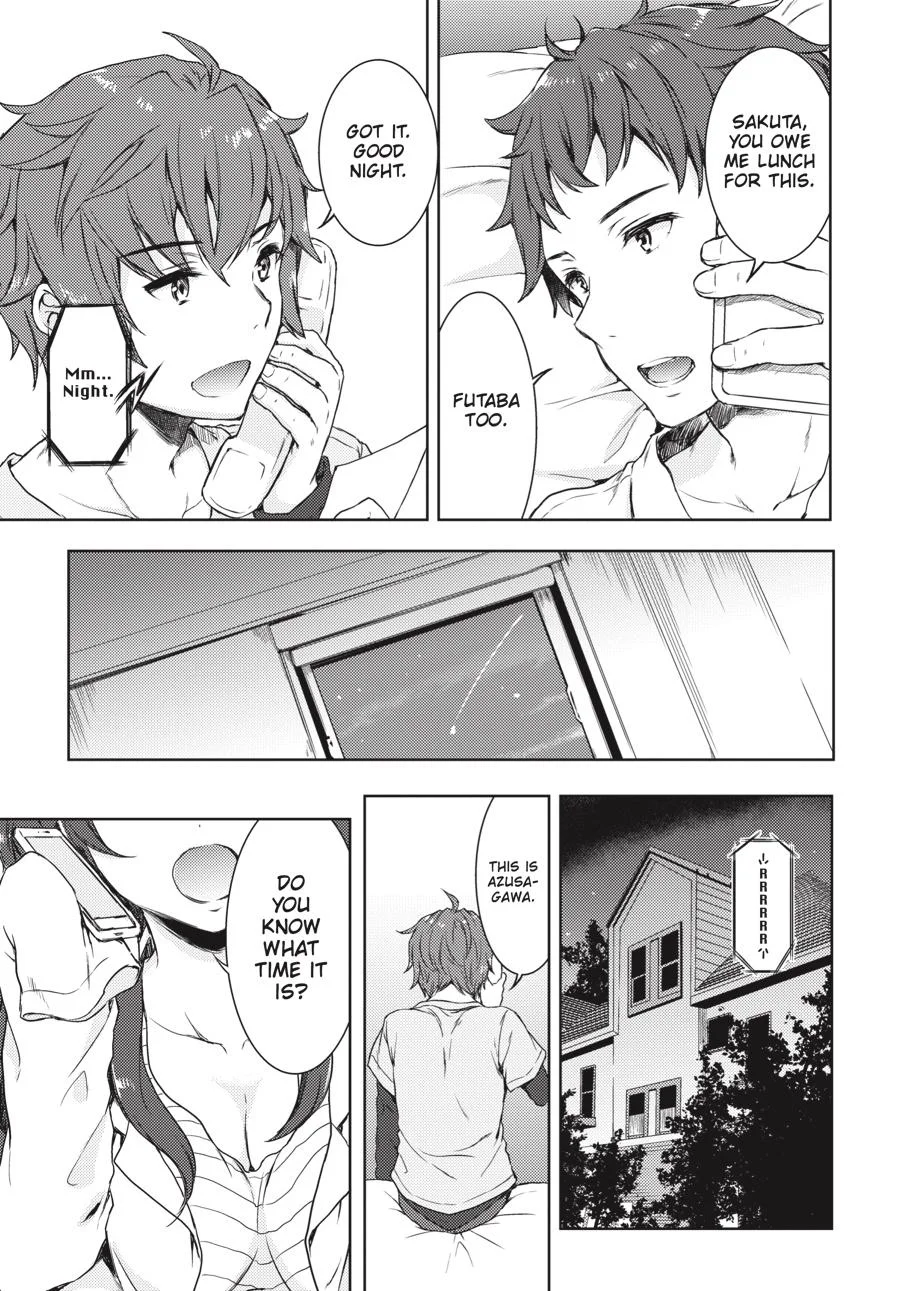 SAKUTA,
YOU OWE
ME LUNCH
FOR THIS.
FUTABA
TOO.
GOT IT.
GOOD
NIGHT.
Mm...
Night.
RRRRRR
THIS IS
AZUSA-
GAWA.
DO
YOU
KNOW
WHAT
TIME IT
IS?